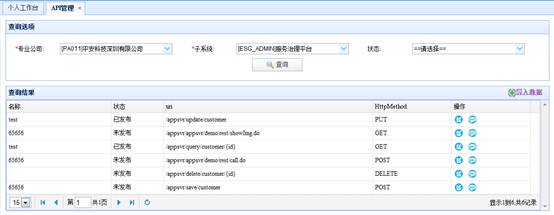 个人工作台 API管理
查询选项
*专业公司: [PA011]平安科技深圳有限公司 *子系统: [ESG_ADMIN]服务治理平台 状态: ==请选择==
查询
查询结果 导入数据
名称 状态 uri HttpMethod 操作
test 已发布 /appsvr/update/customer PUT
65656 未发布 /appsvr/appsvr/demo/rest/showImg.do GET
test 已发布 /appsvr/query/customer/{id} GET
65656 未发布 /appsvr/appsvr/demo/rest/call.do POST
未发布 /appsvr/delete/customer/{id} DELETE
65656 未发布 /appsvr/save/customer POST
15 第 1 共1页 显示1到6,共6记录